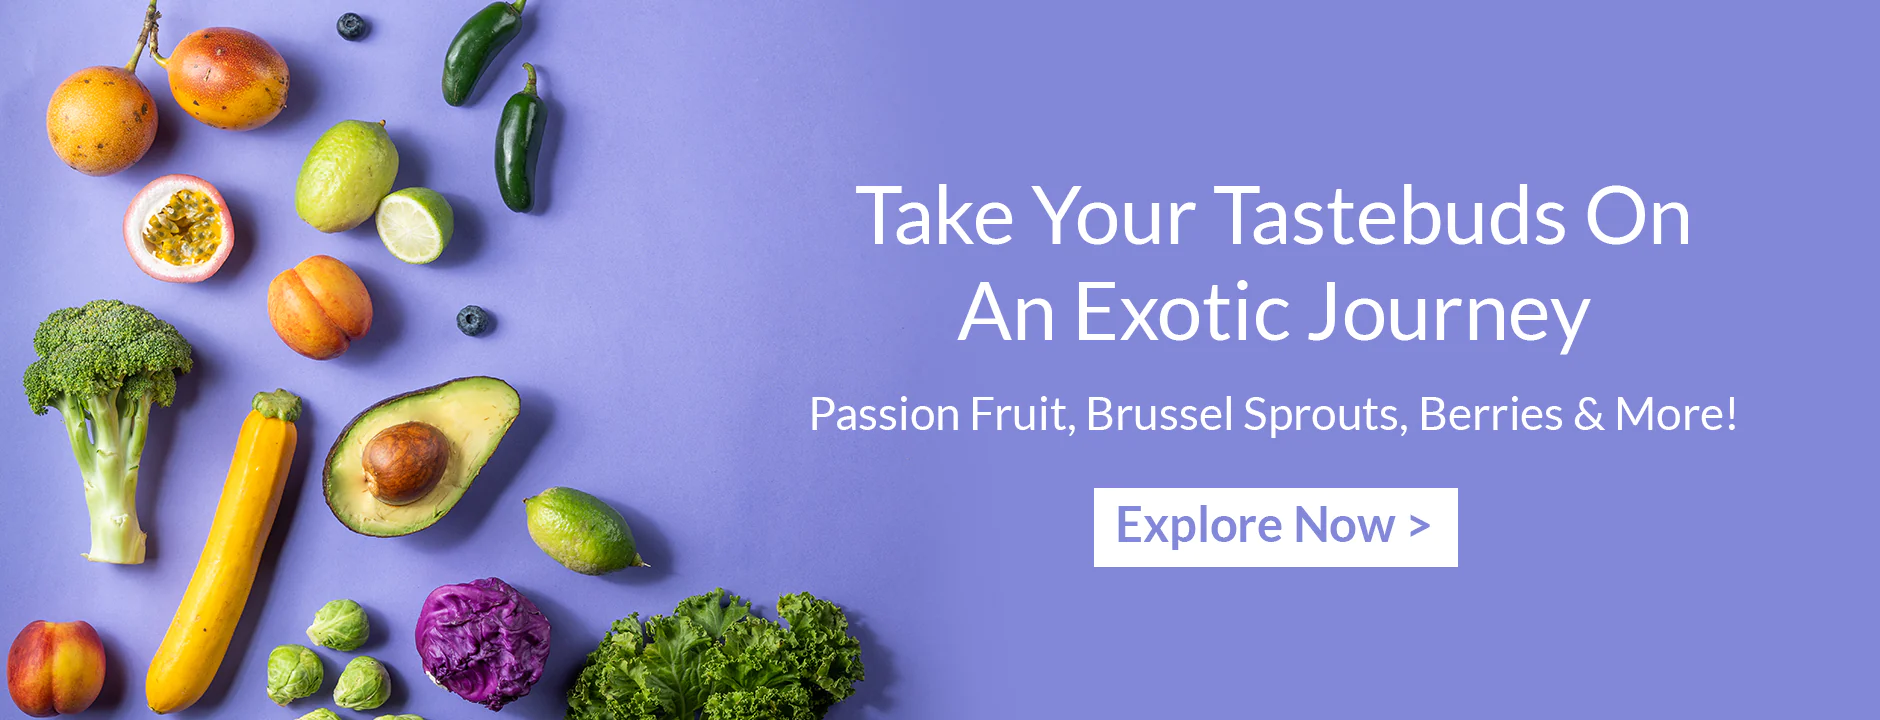 Take Your Tastebuds On
An Exotic Journey
Passion Fruit, Brussel Sprouts, Berries & More!
Explore Now >